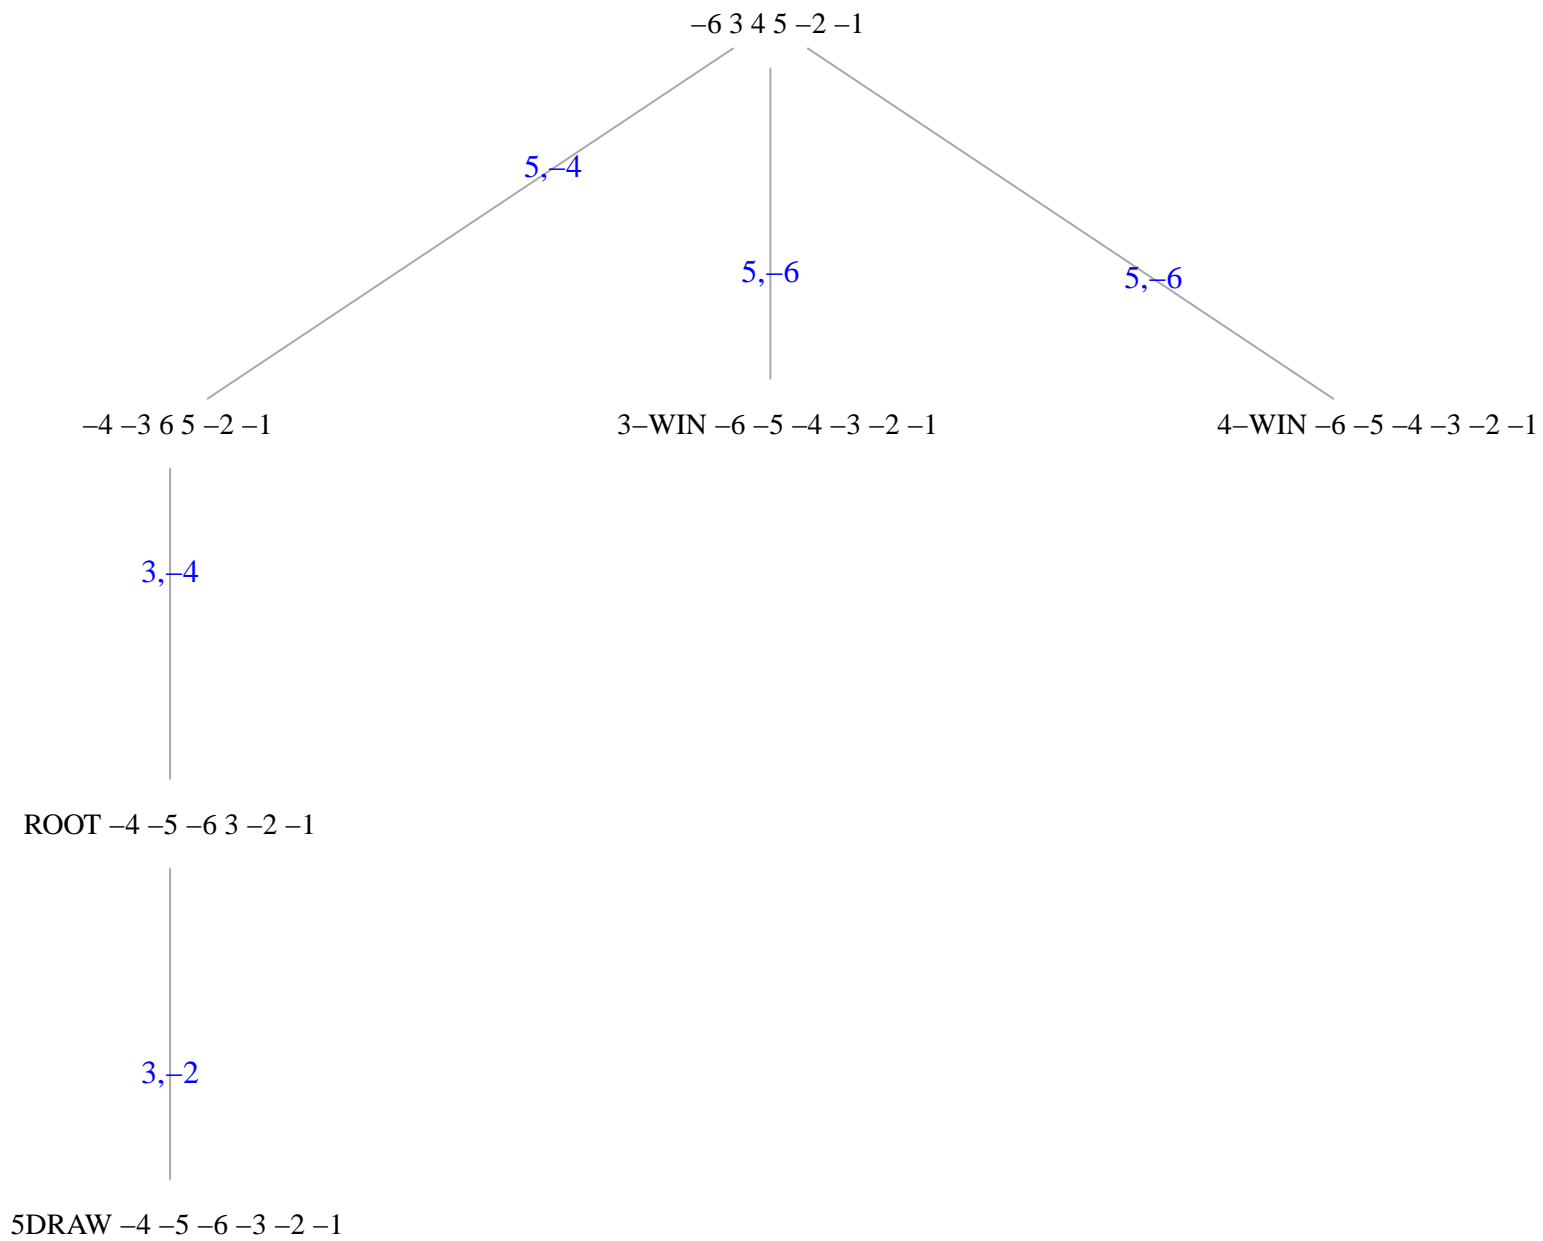 –6 3 4 5 –2 –1
5,–4
5,–6
5,–6
–4 –3 6 5 –2 –1
3–WIN –6 –5 –4 –3 –2 –1
4–WIN –6 –5 –4 –3 –2 –1
3,–4
ROOT –4 –5 –6 3 –2 –1
3,–2
5DRAW –4 –5 –6 –3 –2 –1